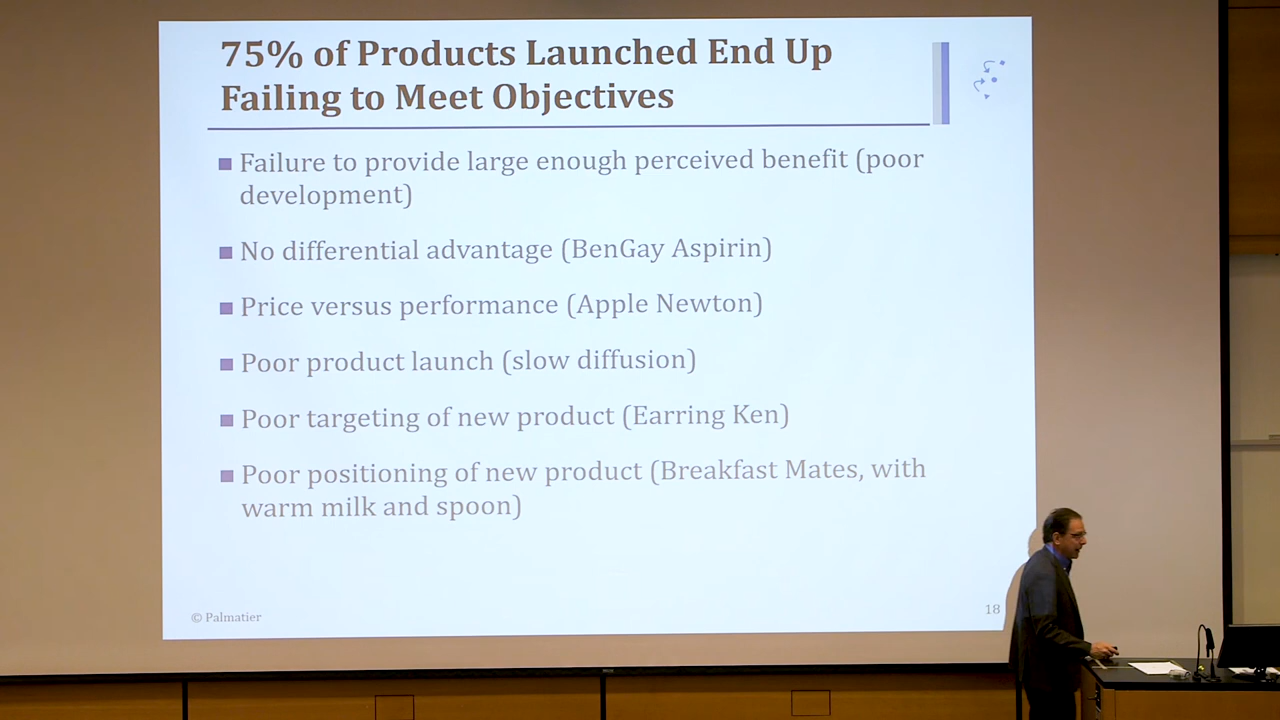 75% of Products Launched End Up
Failing to Meet Objectives
Failure to provide large enough perceived benefit (poor
development)
No differential advantage (BenGay Aspirin)
Price versus performance (Apple Newton)
Poor product launch (slow diffusion)
Poor targeting of new product (Earring Ken)
Poor positioning of new product (Breakfast Mates, with
warm milk and spoon)
© Palmatier
18